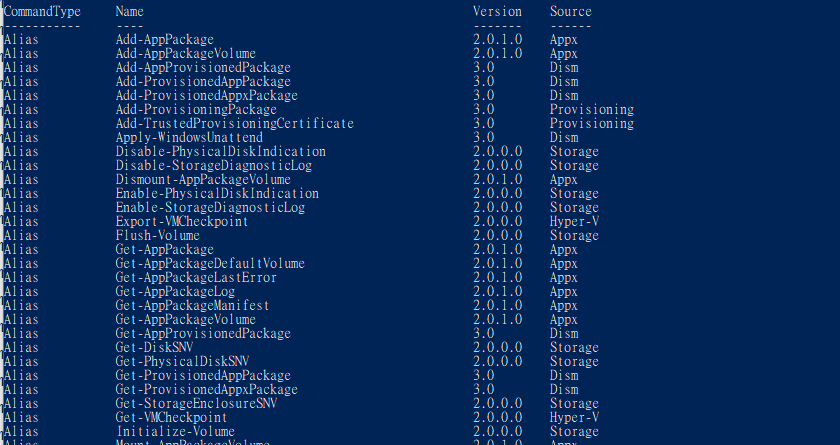 CommandType     Name                                               Version    Source
-----------     ----                                               -------    ------
Alias           Add-AppPackage                                     2.0.1.0    Appx
Alias           Add-AppPackageVolume                               2.0.1.0    Appx
Alias           Add-AppProvisionedPackage                          3.0        Dism
Alias           Add-ProvisionedAppPackage                          3.0        Dism
Alias           Add-ProvisionedAppxPackage                         3.0        Dism
Alias           Add-ProvisioningPackage                            3.0        Provisioning
Alias           Add-TrustedProvisioningCertificate                 3.0        Provisioning
Alias           Apply-WindowsUnattend                              3.0        Dism
Alias           Disable-PhysicalDiskIndication                     2.0.0.0    Storage
Alias           Disable-StorageDiagnosticLog                       2.0.0.0    Storage
Alias           Dismount-AppPackageVolume                          2.0.1.0    Appx
Alias           Enable-PhysicalDiskIndication                      2.0.0.0    Storage
Alias           Enable-StorageDiagnosticLog                        2.0.0.0    Storage
Alias           Export-VMCheckpoint                                2.0.0.0    Hyper-V
Alias           Flush-Volume                                       2.0.0.0    Storage
Alias           Get-AppPackage                                     2.0.1.0    Appx
Alias           Get-AppPackageDefaultVolume                        2.0.1.0    Appx
Alias           Get-AppPackageLastError                            2.0.1.0    Appx
Alias           Get-AppPackageLog                                  2.0.1.0    Appx
Alias           Get-AppPackageManifest                             2.0.1.0    Appx
Alias           Get-AppPackageVolume                               2.0.1.0    Appx
Alias           Get-AppProvisionedPackage                          3.0        Dism
Alias           Get-DiskSNV                                        2.0.0.0    Storage
Alias           Get-PhysicalDiskSNV                                2.0.0.0    Storage
Alias           Get-ProvisionedAppPackage                          3.0        Dism
Alias           Get-ProvisionedAppxPackage                         3.0        Dism
Alias           Get-StorageEnclosureSNV                            2.0.0.0    Storage
Alias           Get-VMCheckpoint                                   2.0.0.0    Hyper-V
Alias           Initialize-Volume                                  2.0.0.0    Storage
Alias           Mount-AppPackageVolume                             2.0.1.0    Appx